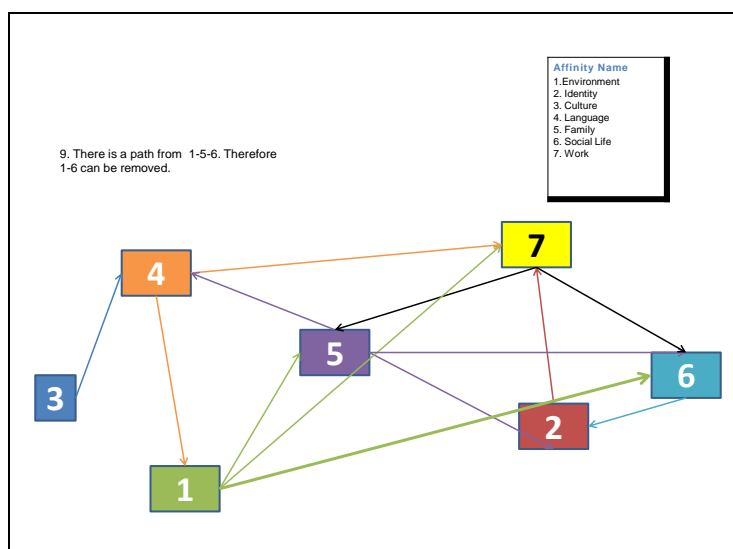 Affinity Name
1.Environment
2. Identity
3. Culture
4. Language
5. Family
6. Social Life
7. Work
9. There is a path from  1-5-6. Therefore
1-6 can be removed.
7
4
5
6
3
2
1